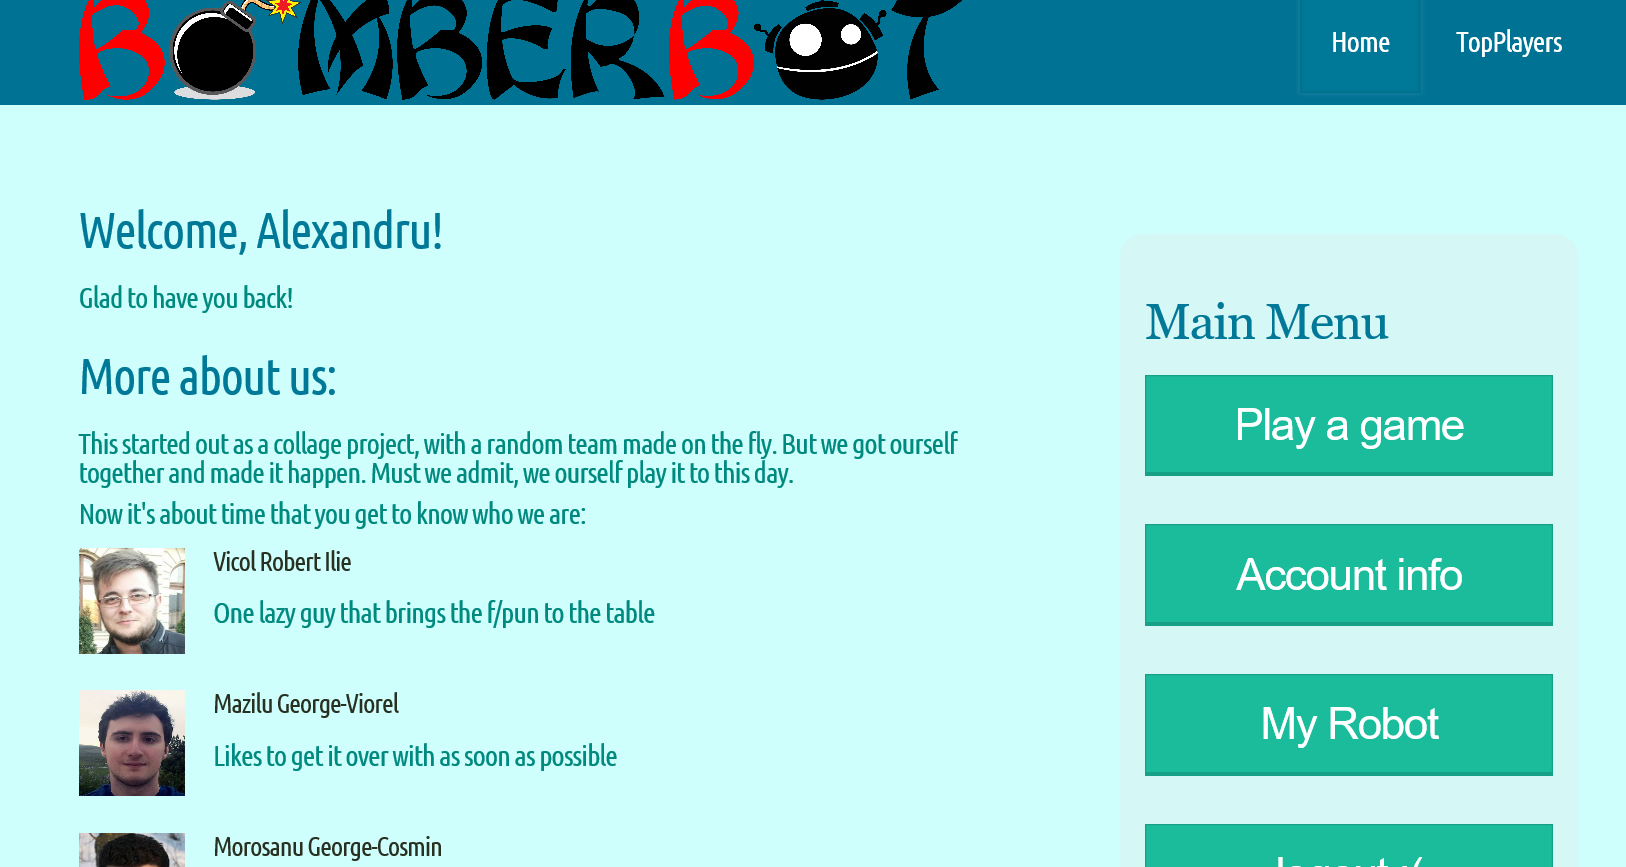 BOMBERBOT
Home
TopPlayers
Welcome, Alexandru!
Glad to have you back!
More about us:
This started out as a collage project, with a random team made on the fly. But we got ourself
together and made it happen. Must we admit, we ourself play it to this day.
Now it's about time that you get to know who we are:
Vicol Robert Ilie
One lazy guy that brings the f/pun to the table
Mazilu George-Viorel
Likes to get it over with as soon as possible
Morosanu George-Cosmin
Main Menu
Play a game
Account info
My Robot
logout :(